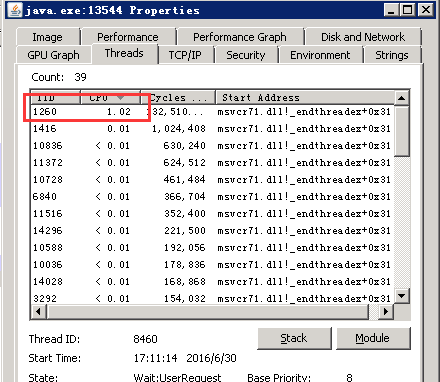 java.exe:13544 Properties
Image Performance Performance Graph Disk and Network
GPU Graph Threads TCP/IP Security Environment Strings
Count: 39
TID CPU Cycles ... Start Address
1260 1.02 132,510... msvcr71.dll!_endthreadex+0x31
1416 0.01 1,024,408 msvcr71.dll!_endthreadex+0x31
10836 < 0.01 630,240 msvcr71.dll!_endthreadex+0x31
11372 < 0.01 624,512 msvcr71.dll!_endthreadex+0x31
10728 < 0.01 461,484 msvcr71.dll!_endthreadex+0x31
6840 < 0.01 366,704 msvcr71.dll!_endthreadex+0x31
11516 < 0.01 352,400 msvcr71.dll!_endthreadex+0x31
14296 < 0.01 221,500 msvcr71.dll!_endthreadex+0x31
10588 < 0.01 192,056 msvcr71.dll!_endthreadex+0x31
10036 < 0.01 178,836 msvcr71.dll!_endthreadex+0x31
14028 < 0.01 168,868 msvcr71.dll!_endthreadex+0x31
3292 < 0.01 154,032 msvcr71.dll!_endthreadex+0x31
Thread ID: 8460 Stack Module
Start Time: 17:11:14 2016/6/30
State: Wait:UserRequest Base Priority: 8